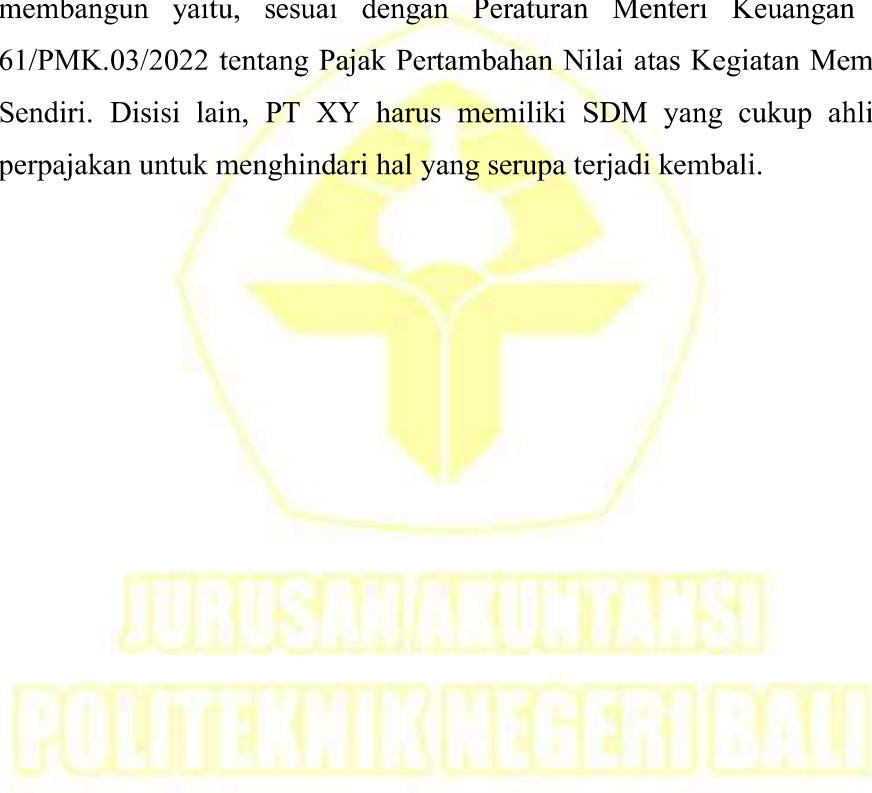 membangun yaitu, sesuai dengan Peraturan Menteri Keuangan
61/PMK.03/2022 tentang Pajak Pertambahan Nilai atas Kegiatan Mem
Sendiri. Disisi lain, PT XY harus memiliki SDM yang cukup ahli
perpajakan untuk menghindari hal yang serupa terjadi kembali.
JURUSAN AKUNTANSI
POLITEKNIK NEGERI BALI